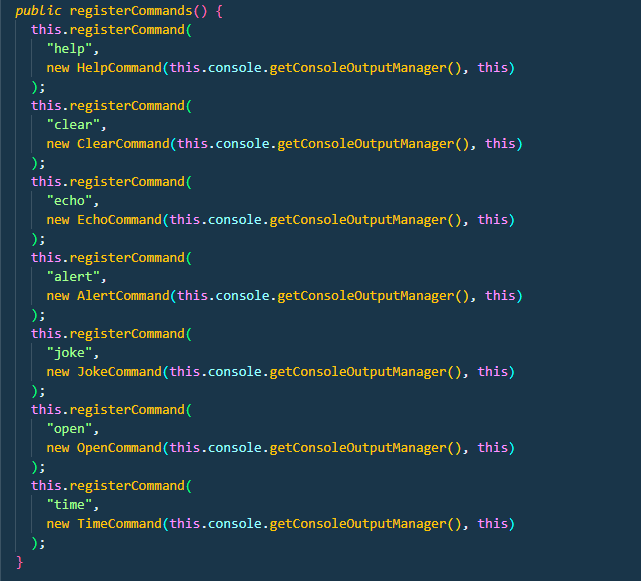 public registerCommands() {
  this.registerCommand(
    "help",
    new HelpCommand(this.console.getConsoleOutputManager(), this)
  );
  this.registerCommand(
    "clear",
    new ClearCommand(this.console.getConsoleOutputManager(), this)
  );
  this.registerCommand(
    "echo",
    new EchoCommand(this.console.getConsoleOutputManager(), this)
  );
  this.registerCommand(
    "alert",
    new AlertCommand(this.console.getConsoleOutputManager(), this)
  );
  this.registerCommand(
    "joke",
    new JokeCommand(this.console.getConsoleOutputManager(), this)
  );
  this.registerCommand(
    "open",
    new OpenCommand(this.console.getConsoleOutputManager(), this)
  );
  this.registerCommand(
    "time",
    new TimeCommand(this.console.getConsoleOutputManager(), this)
  );
}